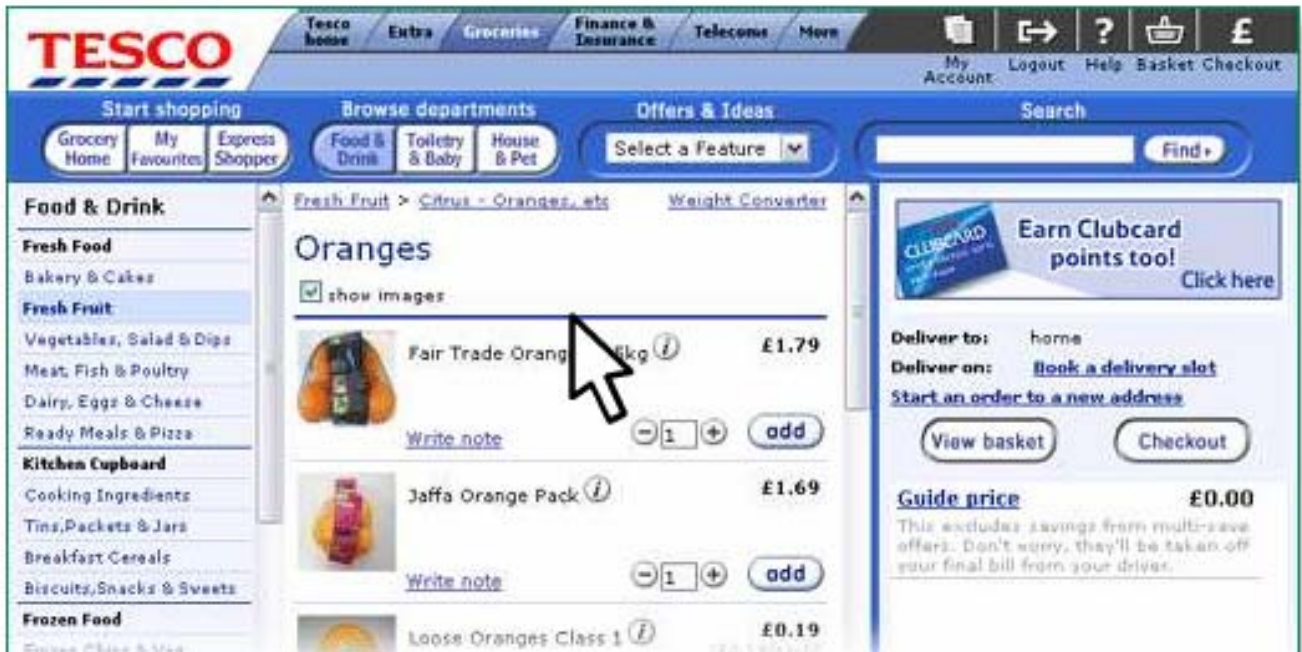 TESCO
Tesco home
Extra
Groceries
Finance & Insurance
Telecoms
More
My Account
Logout
Help
Basket
Checkout
Start shopping
Grocery Home
My Favourites
Express Shopper
Browse departments
Food & Drink
Toiletry & Baby
House & Pet
Offers & Ideas
Select a Feature
Search
Find
Food & Drink
Fresh Food
Bakery & Cakes
Fresh Fruit
Vegetables, Salad & Dips
Meat, Fish & Poultry
Dairy, Eggs & Cheese
Ready Meals & Pizza
Kitchen Cupboard
Cooking Ingredients
Tins,Packets & Jars
Breakfast Cereals
Biscuits,Snacks & Sweets
Frozen Food
Fresh Fruit > Citrus - Oranges, etc
Weight Converter
Oranges
show images
Fair Trade
£1.79
Write note
1
add
Jaffa Orange Pack
£1.69
Write note
1
add
Loose Oranges Class 1
£0.19
CLUBCARD
Earn Clubcard
points too!
Click here
Deliver to: home
Deliver on: Book a delivery slot
Start an order to a new address
View basket
Checkout
Guide price £0.00
This excludes savings from multi-save
offers. Don't worry, they'll be taken off
your final bill from your driver.